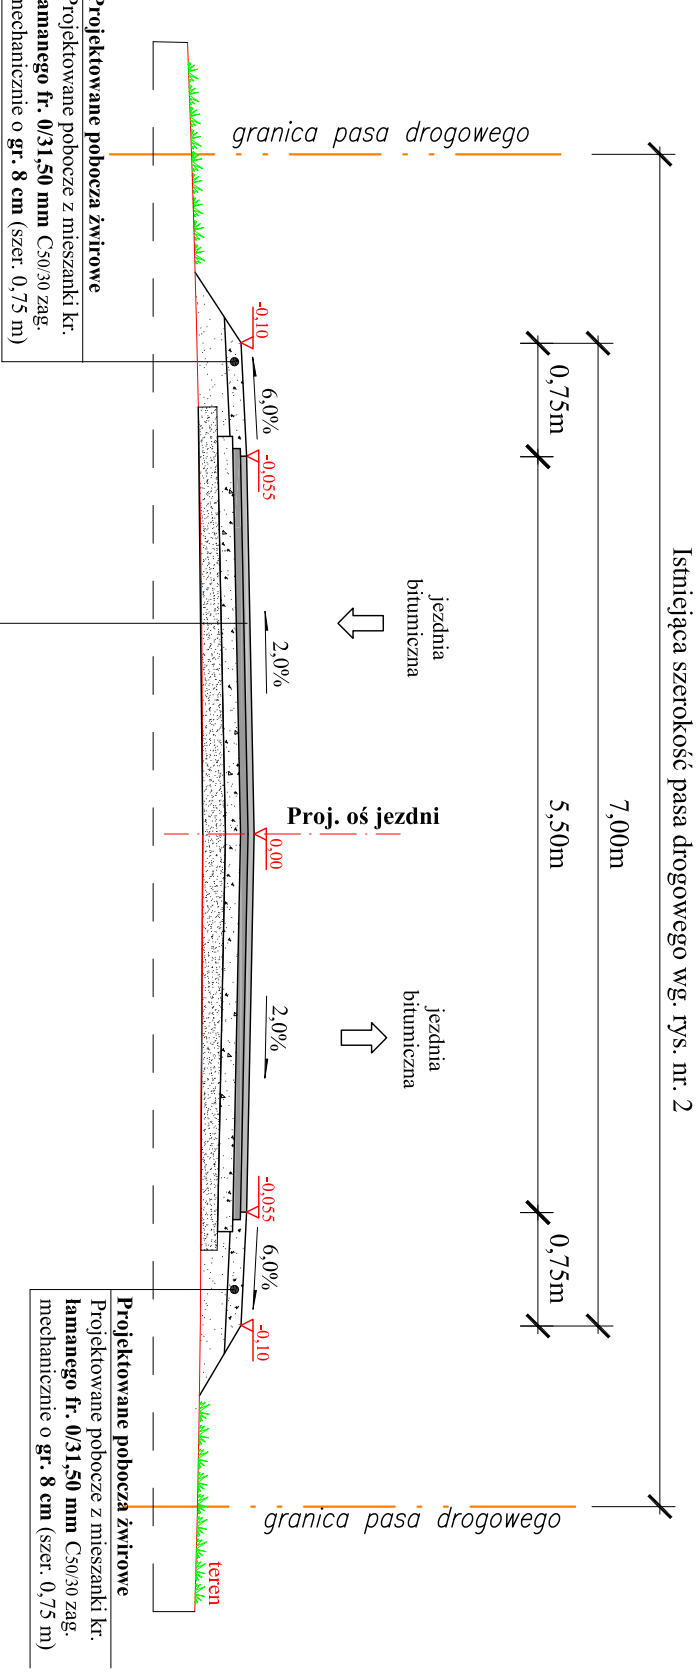 Istniejąca szerokość pasa drogowego wg. rys. nr. 2
7,00m
0,75m
5,50m
0,75m
granica pasa drogowego
granica pasa drogowego
jezdnia
bitumiczna
jezdnia
bitumiczna
Proj. oś jezdni
-0,10
6,0%
-0,055
2,0%
0,00
2,0%
-0,055
6,0%
-0,10
teren
Projektowane pobocza żwirowe
Projektowane pobocze z mieszanki kr.
łamanego fr. 0/31,50 mm C50/30 zag.
mechanicznie o gr. 8 cm (szer. 0,75 m)
Projektowane pobocza żwirowe
Projektowane pobocze z mieszanki kr.
łamanego fr. 0/31,50 mm C50/30 zag.
mechanicznie o gr. 8 cm (szer. 0,75 m)